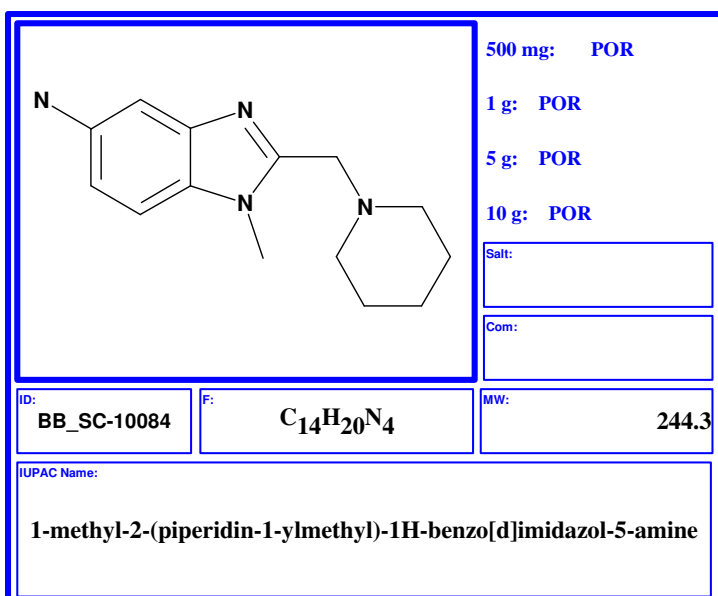 N
N
N
N
500 mg: POR
1 g: POR
5 g: POR
10 g: POR
Salt:
Com:
ID:
BB_SC-10084
F:
C14H20N4
MW:
244.3
IUPAC Name:
1-methyl-2-(piperidin-1-ylmethyl)-1H-benzo[d]imidazol-5-amine